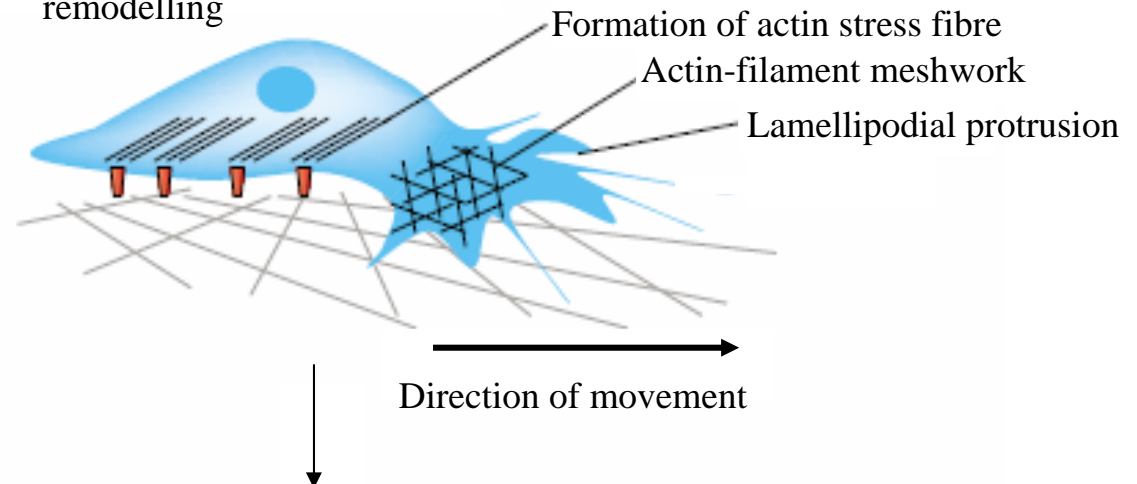 remodelling
Formation of actin stress fibre
Actin-filament meshwork
Lamellipodial protrusion
Direction of movement